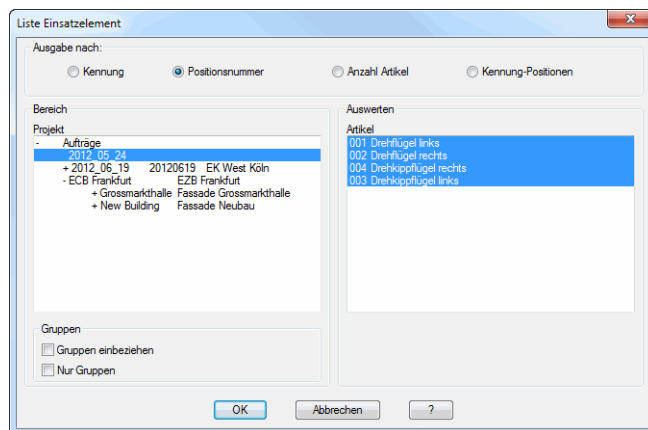 Liste Einsatzelement
Ausgabe nach:
Kennung Positionsnummer Anzahl Artikel Kennung-Positionen
Bereich
Projekt
- Aufträge
2012_05_24
+ 2012_06_19 20120619 EK West Köln
- ECB Frankfurt EZB Frankfurt
+ Grossmarkthalle Fassade Grossmarkthalle
+ New Building Fassade Neubau
Gruppen
Gruppen einbeziehen
Nur Gruppen
Auswerten
Artikel
001 Drehflügel links
002 Drehflügel rechts
004 Drehkippflügel rechts
003 Drehkippflügel links
OK Abbrechen ?